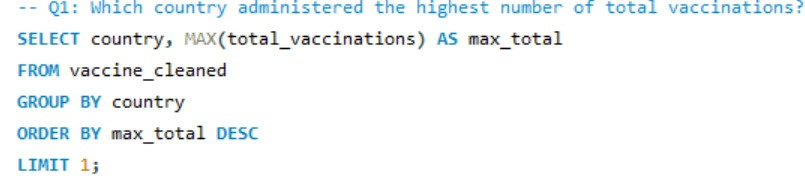 -- Q1: Which country administered the highest number of total vaccinations?
SELECT country, MAX(total_vaccinations) AS max_total
FROM vaccine_cleaned
GROUP BY country
ORDER BY max_total DESC
LIMIT 1;